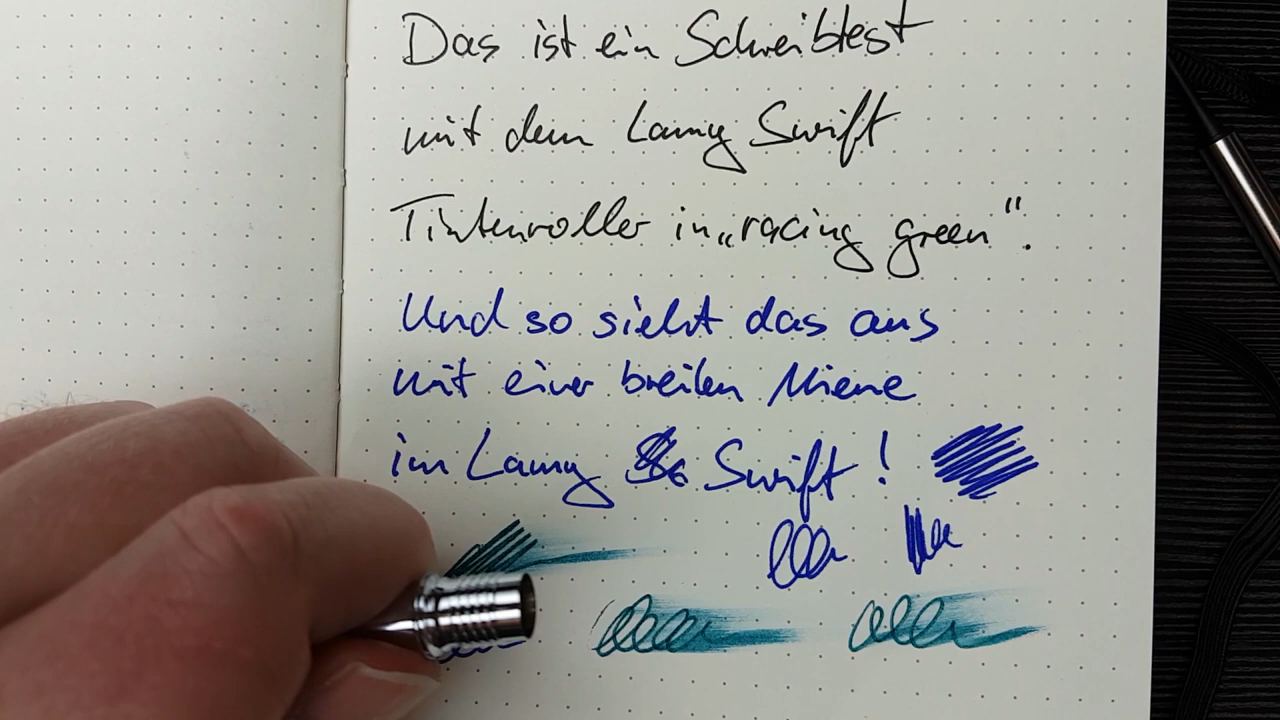 Das ist ein Schreibtest
mit dem Lamy Swift
Tintenroller in „racing green“.
Und so sieht das aus
mit einer breiten Miene
im Lamy Swift!